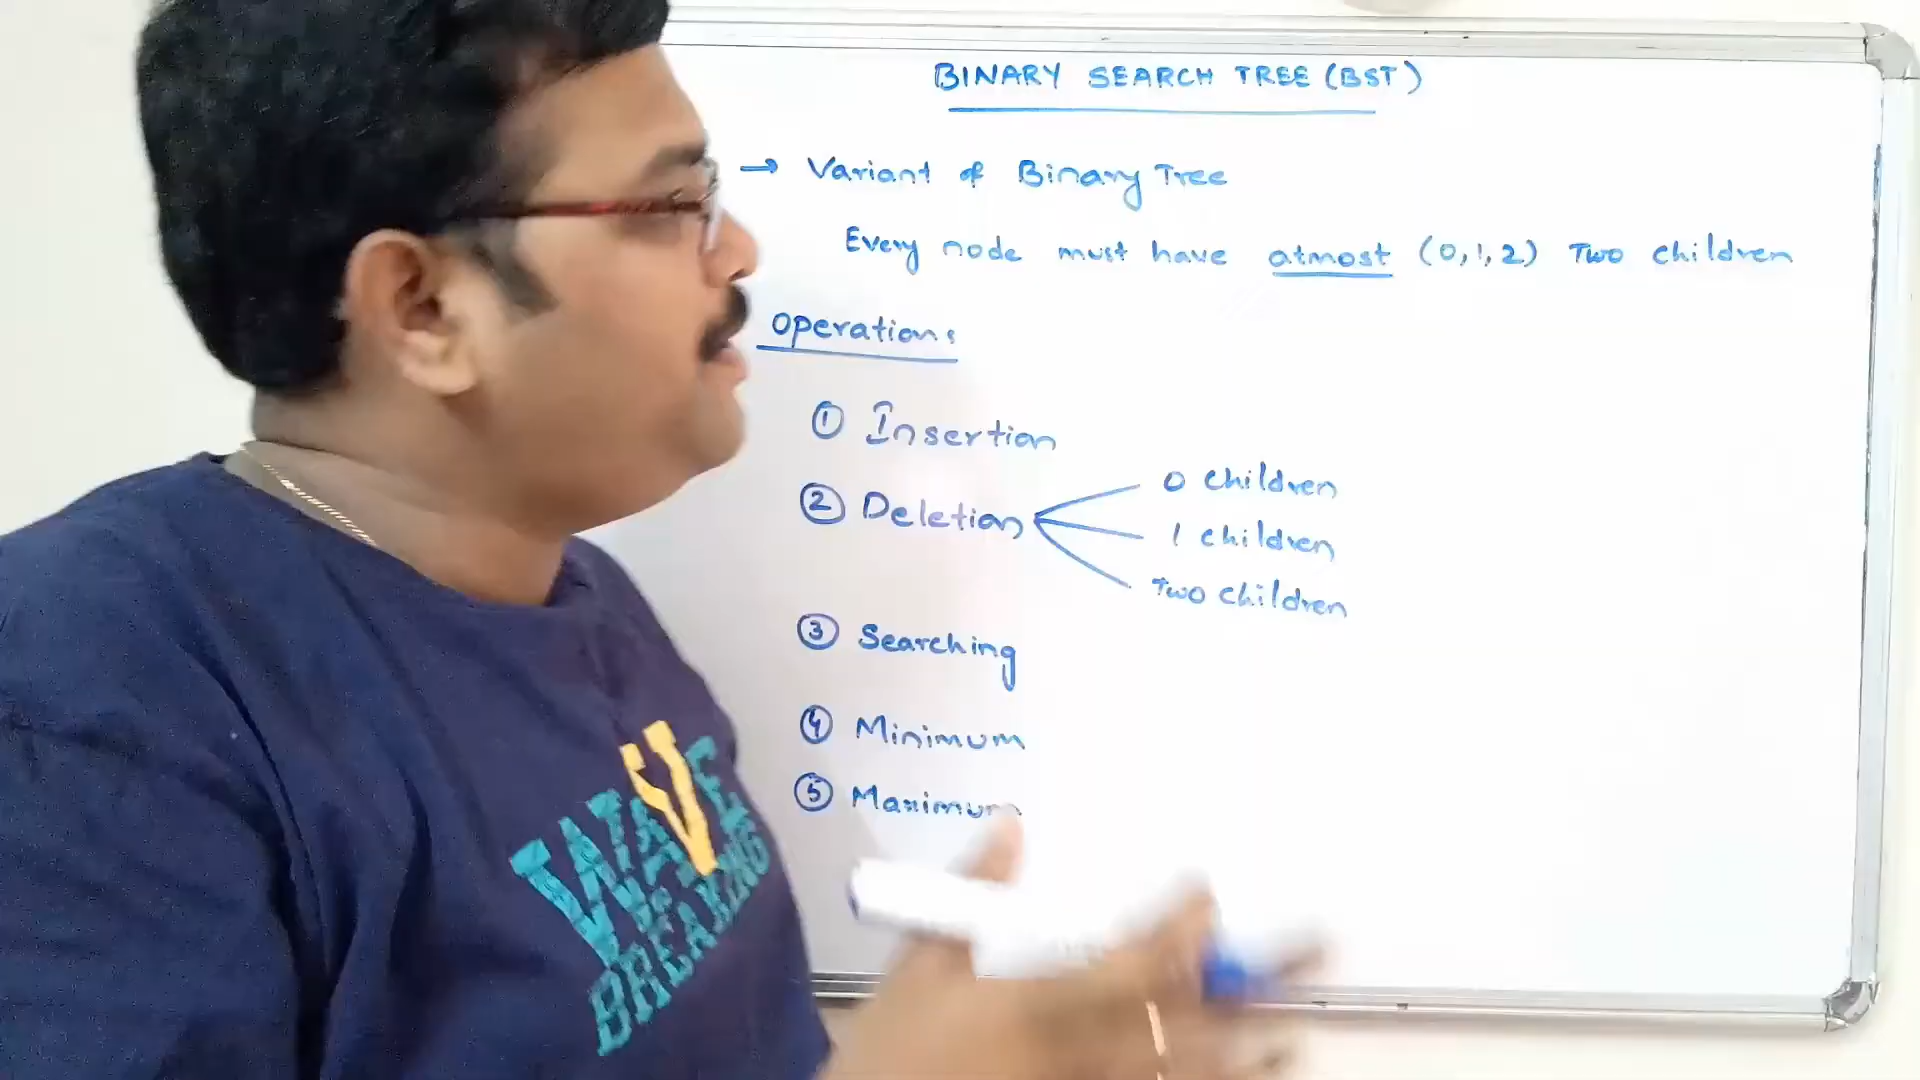 BINARY SEARCH TREE (BST)
→ Variant of Binary Tree
Every node must have atmost (0,1,2) Two children
Operations
① Insertion
② Deletion
0 children
1 children
Two children
③ Searching
④ Minimum
⑤ Maximum
WAVE
BREAKING